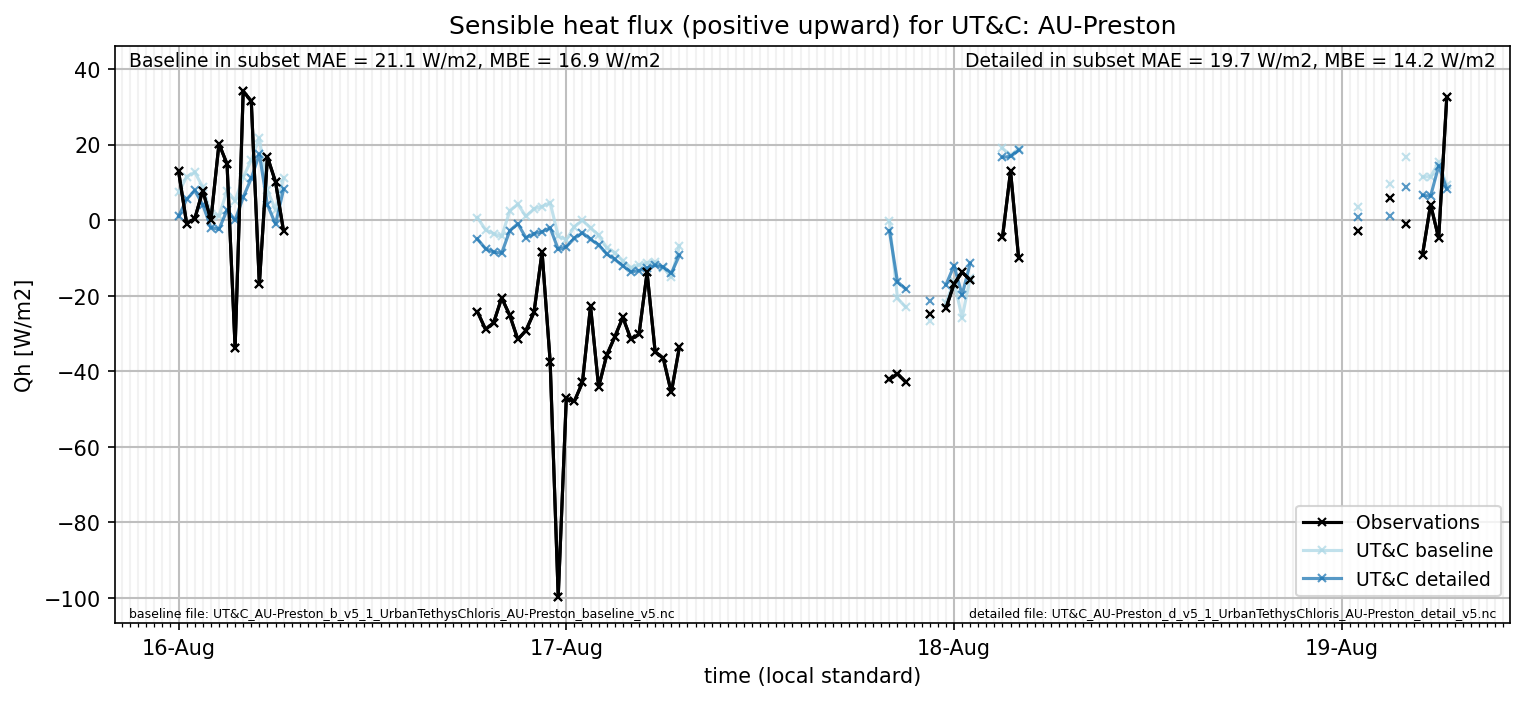 Sensible heat flux (positive upward) for UT&C: AU-Preston
Baseline in subset MAE = 21.1 W/m2, MBE = 16.9 W/m2
Detailed in subset MAE = 19.7 W/m2, MBE = 14.2 W/m2
40
20
0
−20
−40
−60
−80
−100
Qh [W/m2]
Observations
UT&C baseline
UT&C detailed
baseline file: UT&C_AU-Preston_b_v5_1_UrbanTethysChloris_AU-Preston_baseline_v5.nc
detailed file: UT&C_AU-Preston_d_v5_1_UrbanTethysChloris_AU-Preston_detail_v5.nc
16-Aug
17-Aug
18-Aug
19-Aug
time (local standard)